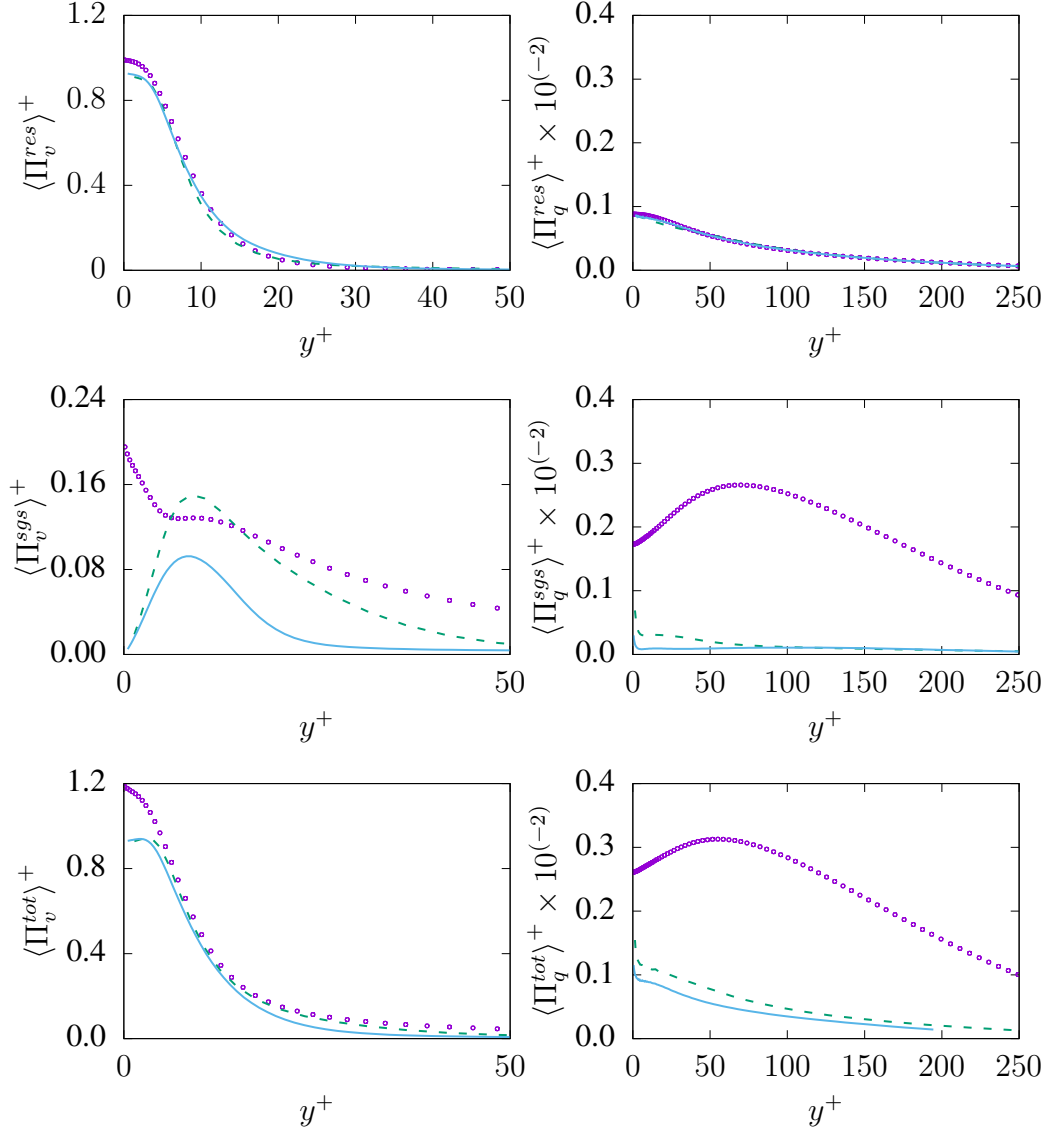 1.2
0.8
0.4
0
0 10 20 30 40 50
y⁺
⟨Π_v^{res}⟩⁺
0.4
0.3
0.2
0.1
0.0
0 50 100 150 200 250
y⁺
⟨Π_q^{res}⟩⁺ × 10^{(−2)}
0.24
0.16
0.08
0.00
0 50
y⁺
⟨Π_v^{sgs}⟩⁺
0.4
0.3
0.2
0.1
0.0
0 50 100 150 200 250
y⁺
⟨Π_q^{sgs}⟩⁺ × 10^{(−2)}
1.2
0.8
0.4
0.0
0 50
y⁺
⟨Π_v^{tot}⟩⁺
0.4
0.3
0.2
0.1
0.0
0 50 100 150 200 250
y⁺
⟨Π_q^{tot}⟩⁺ × 10^{(−2)}